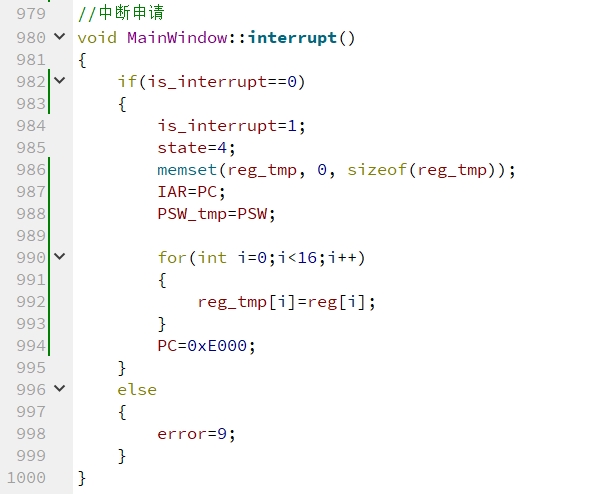 979 //中断申请
980 void MainWindow::interrupt()
981 {
982     if(is_interrupt==0)
983     {
984         is_interrupt=1;
985         state=4;
986         memset(reg_tmp, 0, sizeof(reg_tmp));
987         IAR=PC;
988         PSW_tmp=PSW;
989
990         for(int i=0;i<16;i++)
991         {
992             reg_tmp[i]=reg[i];
993         }
994         PC=0xE000;
995     }
996     else
997     {
998         error=9;
999     }
1000 }